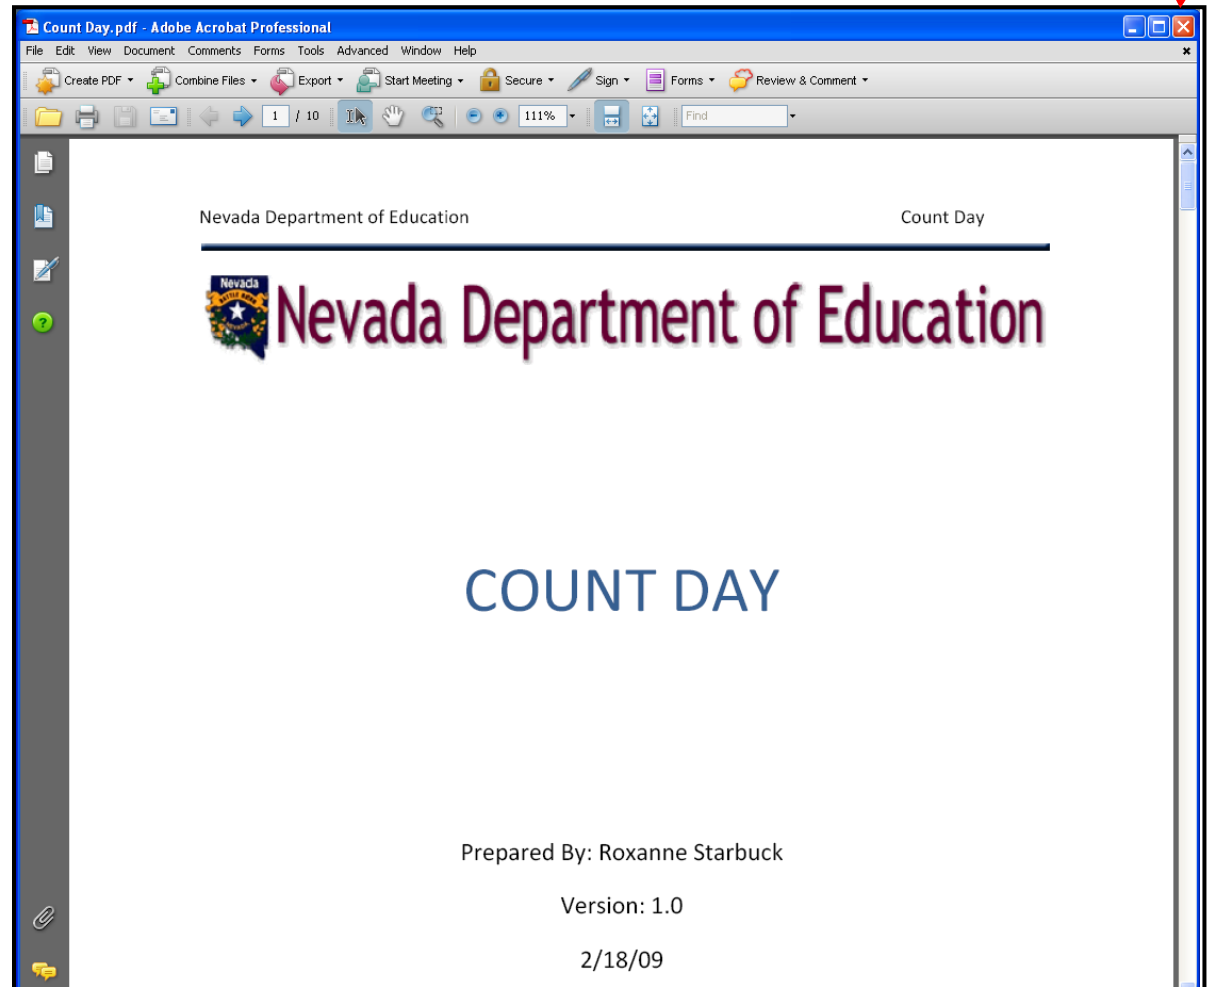 Count Day.pdf - Adobe Acrobat Professional
File Edit View Document Comments Forms Tools Advanced Window Help
Create PDF Combine Files Export Start Meeting Secure Sign Forms Review & Comment
1 / 10 111% Find
Nevada Department of Education Count Day
Nevada
Nevada Department of Education
COUNT DAY
Prepared By: Roxanne Starbuck
Version: 1.0
2/18/09